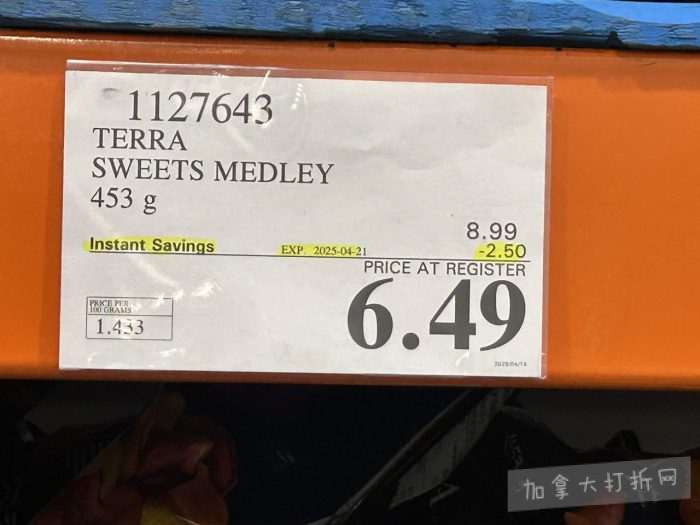 1127643
TERRA
SWEETS MEDLEY
453 g
8.99
Instant Savings EXP. 2025-04-21 -2.50
PRICE AT REGISTER
6.49
PRICE PER
100 GRAMS
1.433
加拿大打折网